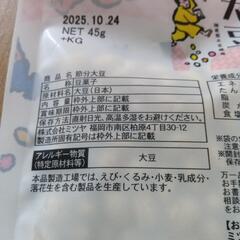 2025.10.24
NET 45g
+KG
商品名 節分大豆
名称 豆菓子
原材料名 大豆(日本)
内容量 枠外上部に記載
賞味期限 枠外上部に記載
保存方法 直射日光、高温多湿をお避けください
株式会社ミツヤ 福岡市南区柏原4丁目30-12
製造所固有記号は枠外上部に記載
アレルギー物質
(特定原材料等) 大豆
本品製造工場では、えび・くるみ・小麦・乳成分・
落花生を含む製品を製造しています。